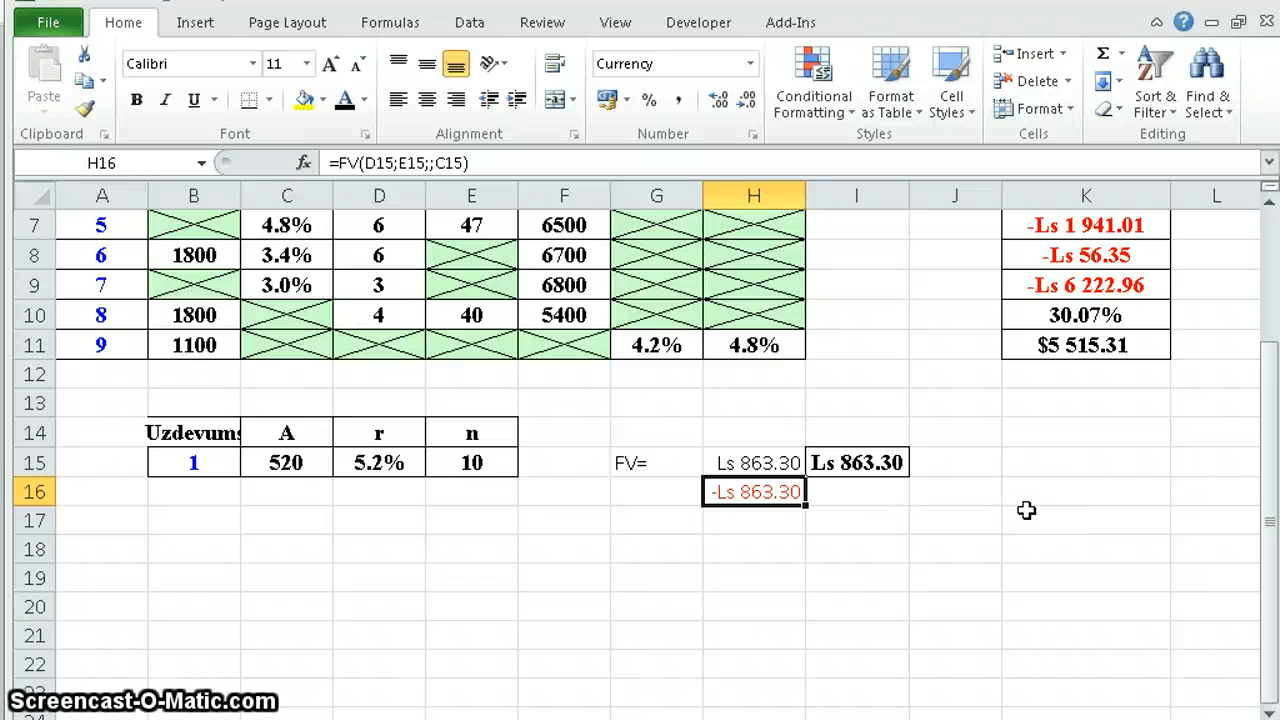 File Home Insert Page Layout Formulas Data Review View Developer Add-Ins
Paste
Clipboard
Calibri 11
B I U
Font
Alignment
Currency
Number
Conditional Formatting
Format as Table
Cell Styles
Styles
Insert
Delete
Format
Cells
Sort & Filter
Find & Select
Editing
H16 fx =FV(D15;E15;;C15)
A B C D E F G H I J K L
7 5 4.8% 6 47 6500 -Ls 1 941.01
8 6 1800 3.4% 6 6700 -Ls 56.35
9 7 3.0% 3 6800 -Ls 6 222.96
10 8 1800 4 40 5400 30.07%
11 9 1100 4.2% 4.8% $5 515.31
12
13
14 Uzdevums A r n
15 1 520 5.2% 10 FV= Ls 863.30 Ls 863.30
16 -Ls 863.30
17
18
19
20
21
22
Screencast-O-Matic.com